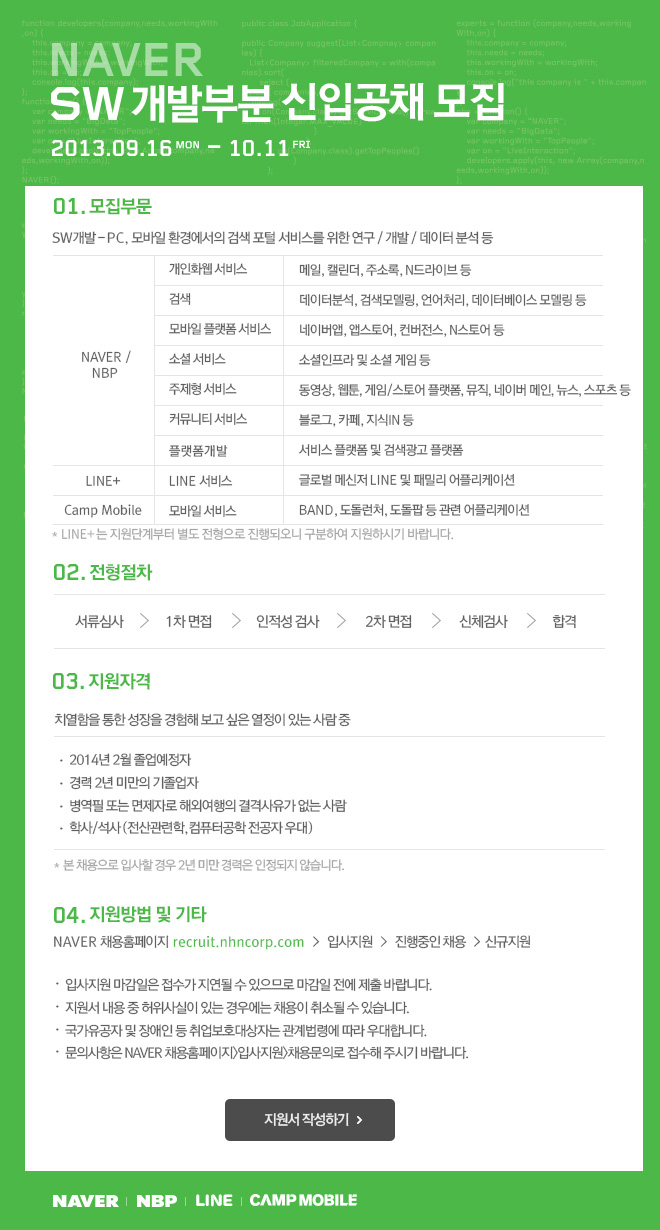 NAVER
SW 개발부분 신입공채 모집
2013.09.16 MON – 10.11 FRI
01. 모집부문
SW개발 – PC, 모바일 환경에서의 검색 포털 서비스를 위한 연구 / 개발 / 데이터 분석 등
NAVER /
NBP
개인화웹 서비스 메일, 캘린더, 주소록, N드라이브 등
검색 데이터분석, 검색모델링, 언어처리, 데이터베이스 모델링 등
모바일 플랫폼 서비스 네이버앱, 앱스토어, 컨버전스, N스토어 등
소셜 서비스 소셜인프라 및 소셜 게임 등
주제형 서비스 동영상, 웹툰, 게임/스토어 플랫폼, 뮤직, 네이버 메인, 뉴스, 스포츠 등
커뮤니티 서비스 블로그, 카페, 지식IN 등
플랫폼개발 서비스 플랫폼 및 검색광고 플랫폼
LINE+ LINE 서비스 글로벌 메신저 LINE 및 패밀리 어플리케이션
Camp Mobile 모바일 서비스 BAND, 도돌런처, 도돌팝 등 관련 어플리케이션
* LINE+는 지원단계부터 별도 전형으로 진행되오니 구분하여 지원하시기 바랍니다.
02. 전형절차
서류심사 > 1차 면접 > 인적성 검사 > 2차 면접 > 신체검사 > 합격
03. 지원자격
치열함을 통한 성장을 경험해 보고 싶은 열정이 있는 사람 중
· 2014년 2월 졸업예정자
· 경력 2년 미만의 기졸업자
· 병역필 또는 면제자로 해외여행의 결격사유가 없는 사람
· 학사/석사 (전산관련학, 컴퓨터공학 전공자 우대)
* 본 채용으로 입사할 경우 2년 미만 경력은 인정되지 않습니다.
04. 지원방법 및 기타
NAVER 채용홈페이지 recruit.nhncorp.com > 입사지원 > 진행중인 채용 > 신규지원
· 입사지원 마감일은 접수가 지연될 수 있으므로 마감일 전에 제출 바랍니다.
· 지원서 내용 중 허위사실이 있는 경우에는 채용이 취소될 수 있습니다.
· 국가유공자 및 장애인 등 취업보호대상자는 관계법령에 따라 우대합니다.
· 문의사항은 NAVER 채용홈페이지>입사지원>채용문의로 접수해 주시기 바랍니다.
지원서 작성하기 >
NAVER | NBP | LINE | CAMP MOBILE